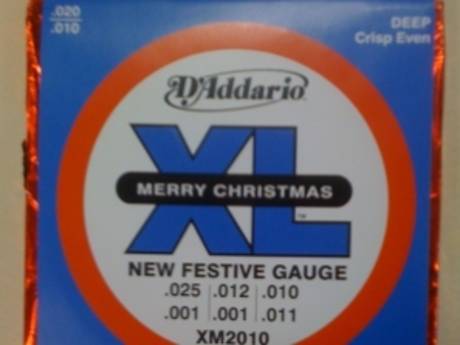 .020
.010
DEEP
Crisp Even
D'Addario
XL
MERRY CHRISTMAS
™
NEW FESTIVE GAUGE
.025 .012 .010
.001 .001 .011
XM2010